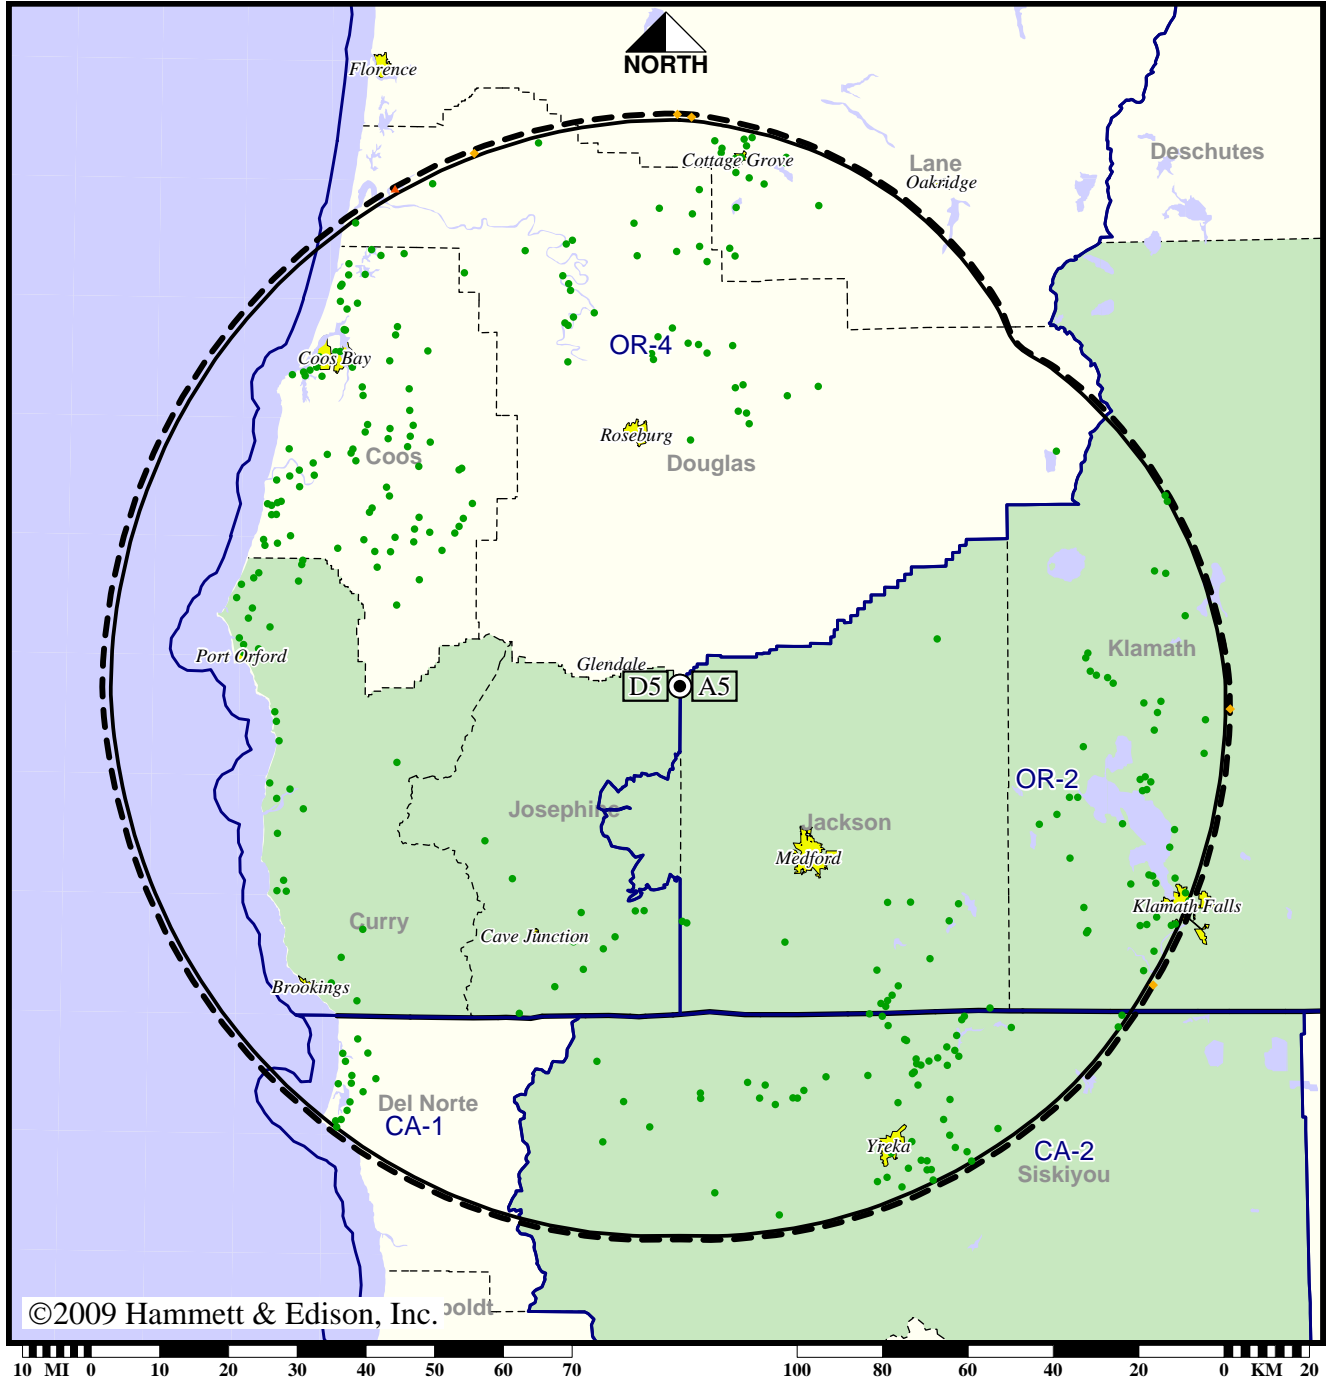 NORTH
Florence
Cottage Grove
Lane
Oakridge
Deschutes
OR-4
Coos Bay
Roseburg
Coos
Douglas
Klamath
Port Orford
Glendale
D5
A5
OR-2
Josephine
Jackson
Medford
Klamath Falls
Curry
Cave Junction
Brookings
Del Norte
CA-1
Yreka
CA-2
Siskiyou
©2009 Hammett & Edison, Inc.
boldt
10 MI 0 10 20 30 40 50 60 70
100 80 60 40 20 0 KM 20